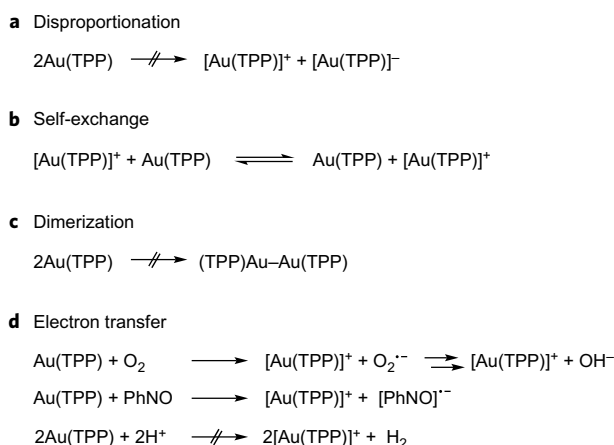 a Disproportionation
2Au(TPP) [Au(TPP)]⁺ + [Au(TPP)]⁻
b Self-exchange
[Au(TPP)]⁺ + Au(TPP) ⇌ Au(TPP) + [Au(TPP)]⁺
c Dimerization
2Au(TPP) (TPP)Au–Au(TPP)
d Electron transfer
Au(TPP) + O₂ → [Au(TPP)]⁺ + O₂•⁻ [Au(TPP)]⁺ + OH⁻
Au(TPP) + PhNO → [Au(TPP)]⁺ + [PhNO]•⁻
2Au(TPP) + 2H⁺ 2[Au(TPP)]⁺ + H₂